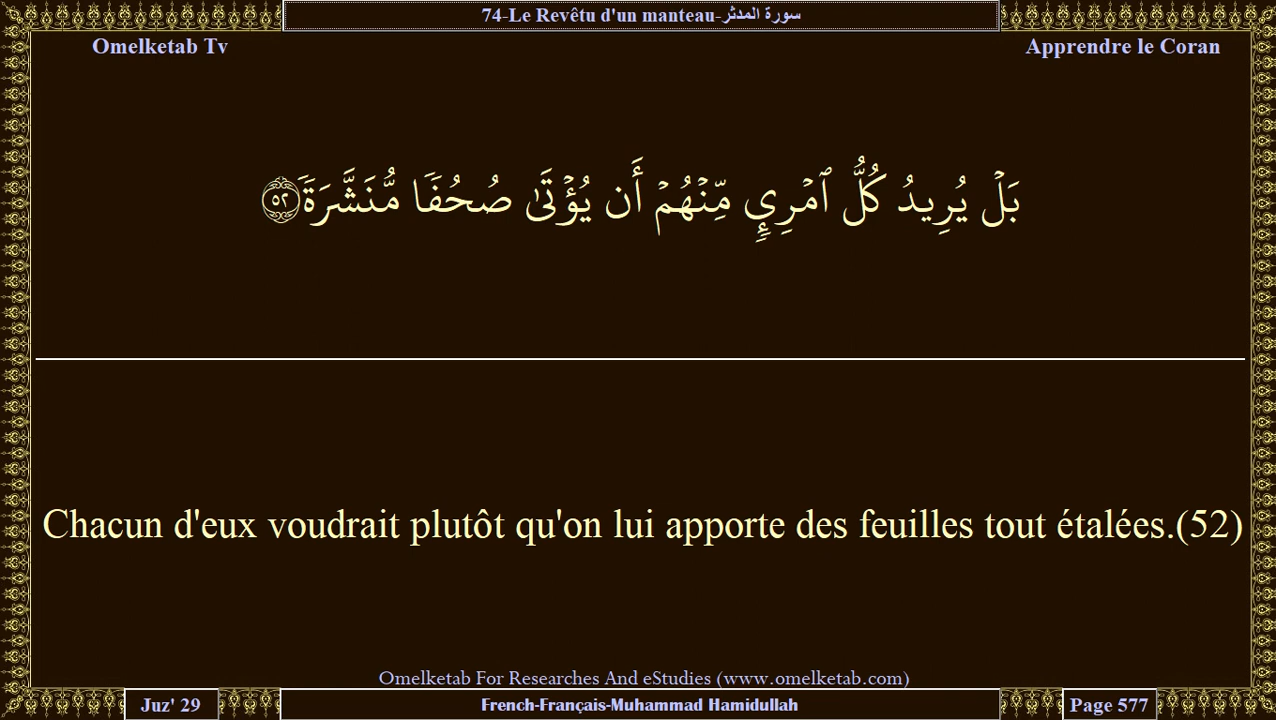 74-Le Revêtu d'un manteau-سورة المدثر
Omelketab Tv
Apprendre le Coran
بَلۡ يُرِيدُ كُلُّ ٱمۡرِيٕٖ مِّنۡهُمۡ أَن يُؤۡتَىٰ صُحُفٗا مُّنَشَّرَةٗ ٥٢
Chacun d'eux voudrait plutôt qu'on lui apporte des feuilles tout étalées.(52)
Omelketab For Researches And eStudies (www.omelketab.com)
Juz' 29
French-Français-Muhammad Hamidullah
Page 577